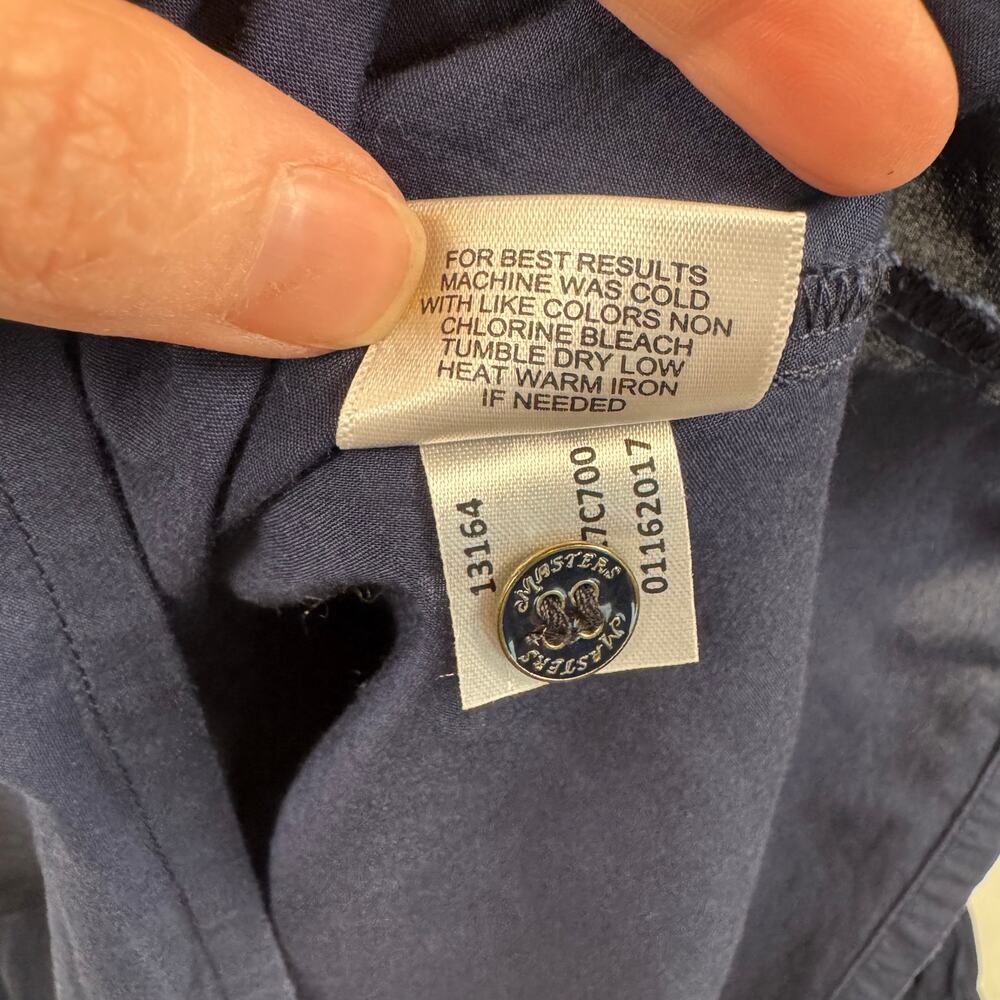 FOR BEST RESULTS
MACHINE WAS COLD
WITH LIKE COLORS NON
CHLORINE BLEACH
TUMBLE DRY LOW
HEAT WARM IRON
IF NEEDED
13164
7C700
01162017
MASTERS
MASTERS